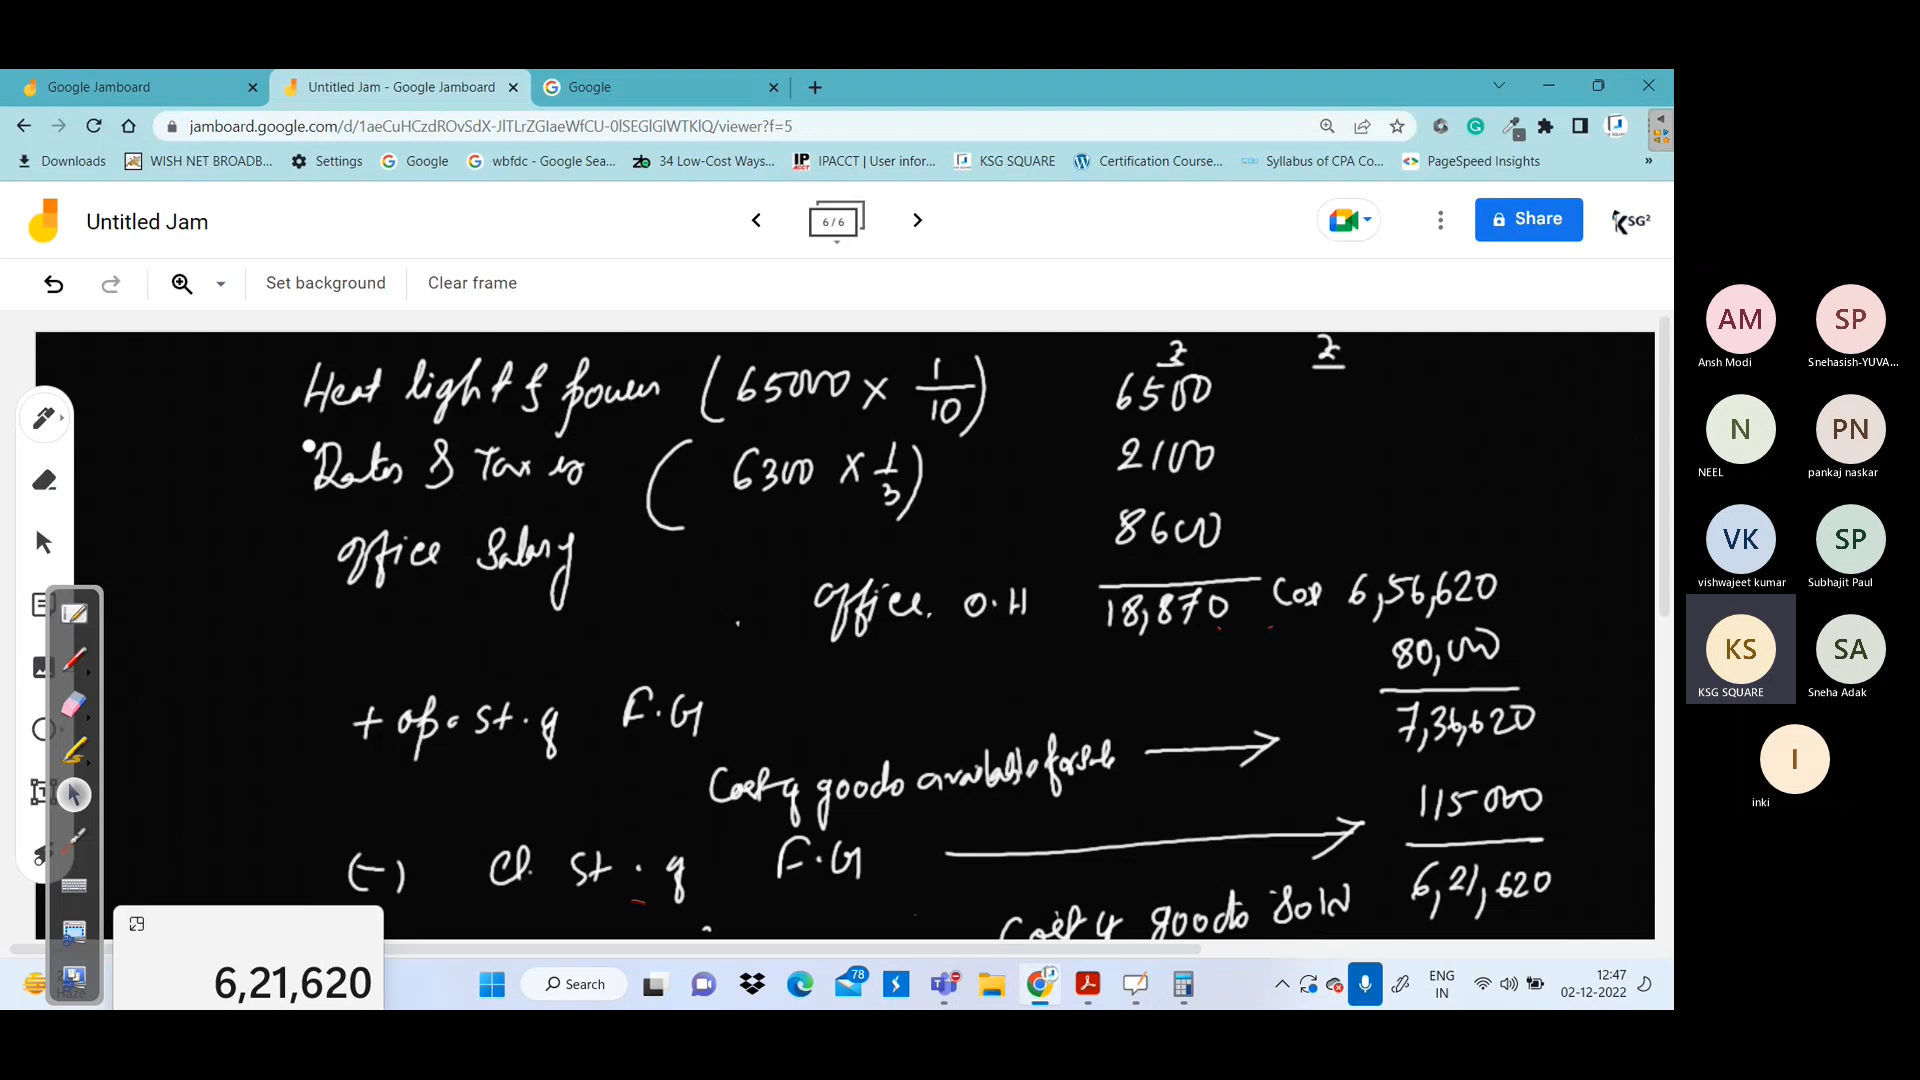 Google Jamboard
Untitled Jam - Google Jamboard
Google
jamboard.google.com/d/1aeCuHCzdROvSdX-JlTLrZGIaeWfCU-0lSEGlGlWTKlQ/viewer?f=5
Downloads WISH NET BROADB... Settings Google wbfdc - Google Sea... 34 Low-Cost Ways... IPACCT | User infor... KSG SQUARE Certification Course... Syllabus of CPA Co... PageSpeed Insights »
Untitled Jam
6 / 6
Share
KSG²
Set background Clear frame
Heat light & power (65000 × 1/10) 6500
Rates & Taxes (6300 × 1/3) 2100
office Salary 8600
office. O.H 18,870 Cop 6,56,620
80,000
+ op. st. of F.G 7,36,620
Cost of goods available for sale
115000
(-) Cl. st. of F.G 6,21,620
Cost of goods sold
6,21,620
Haze
Search
78
ENG
IN
12:47
02-12-2022
AM
Ansh Modi
SP
Snehasish-YUVA...
N
NEEL
PN
pankaj naskar
VK
vishwajeet kumar
SP
Subhajit Paul
KS
KSG SQUARE
SA
Sneha Adak
I
inki